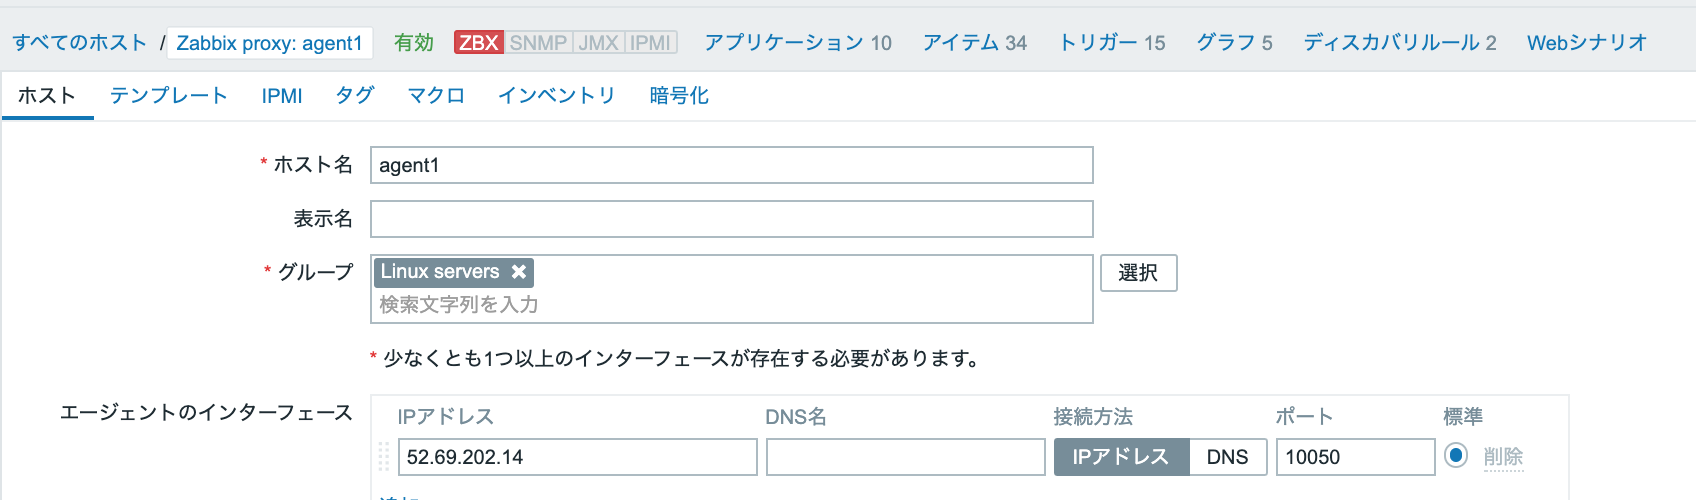 すべてのホスト / Zabbix proxy: agent1 有効 ZBX SNMP JMX IPMI アプリケーション 10 アイテム 34 トリガー 15 グラフ 5 ディスカバリルール 2 Webシナリオ
ホスト テンプレート IPMI タグ マクロ インベントリ 暗号化
* ホスト名 agent1
表示名
* グループ Linux servers ✖ 選択
検索文字列を入力
* 少なくとも1つ以上のインターフェースが存在する必要があります。
エージェントのインターフェース IPアドレス DNS名 接続方法 ポート 標準
52.69.202.14 IPアドレス DNS 10050 削除